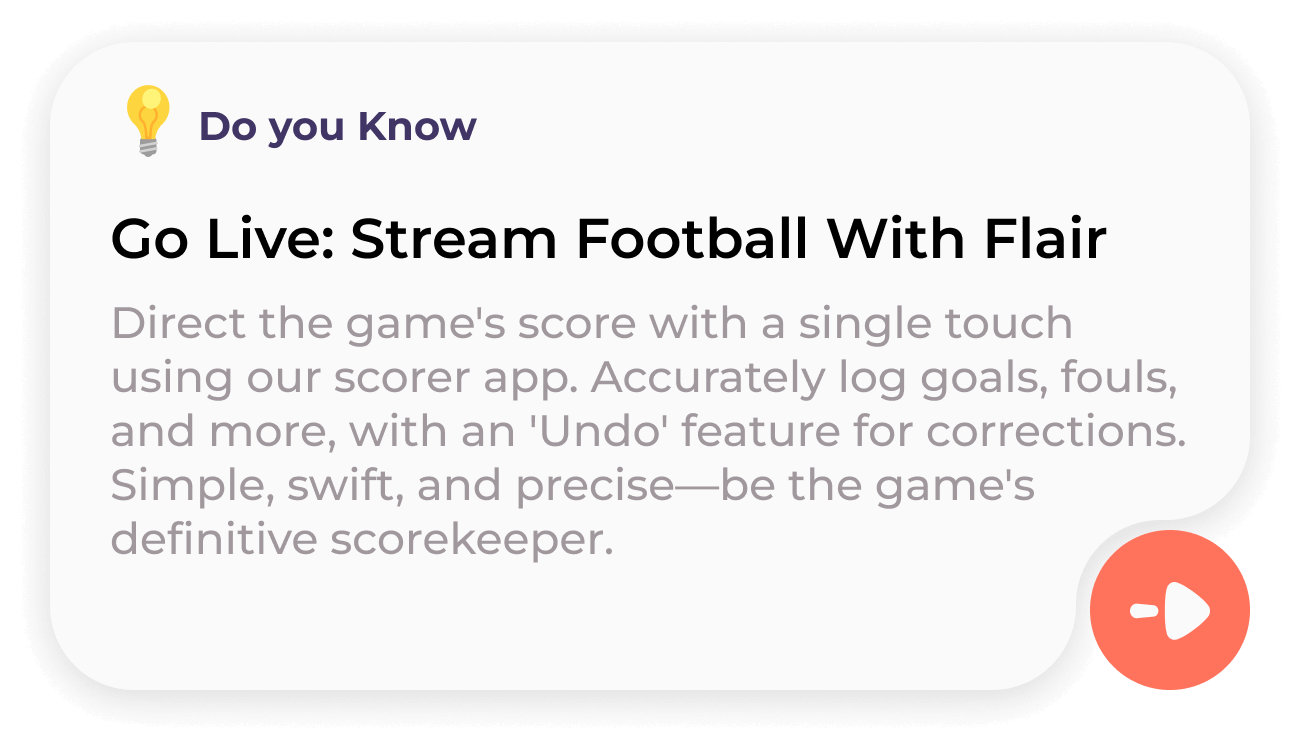 Do you Know
Go Live: Stream Football With Flair
Direct the game's score with a single touch
using our scorer app. Accurately log goals, fouls,
and more, with an 'Undo' feature for corrections.
Simple, swift, and precise—be the game's
definitive scorekeeper.